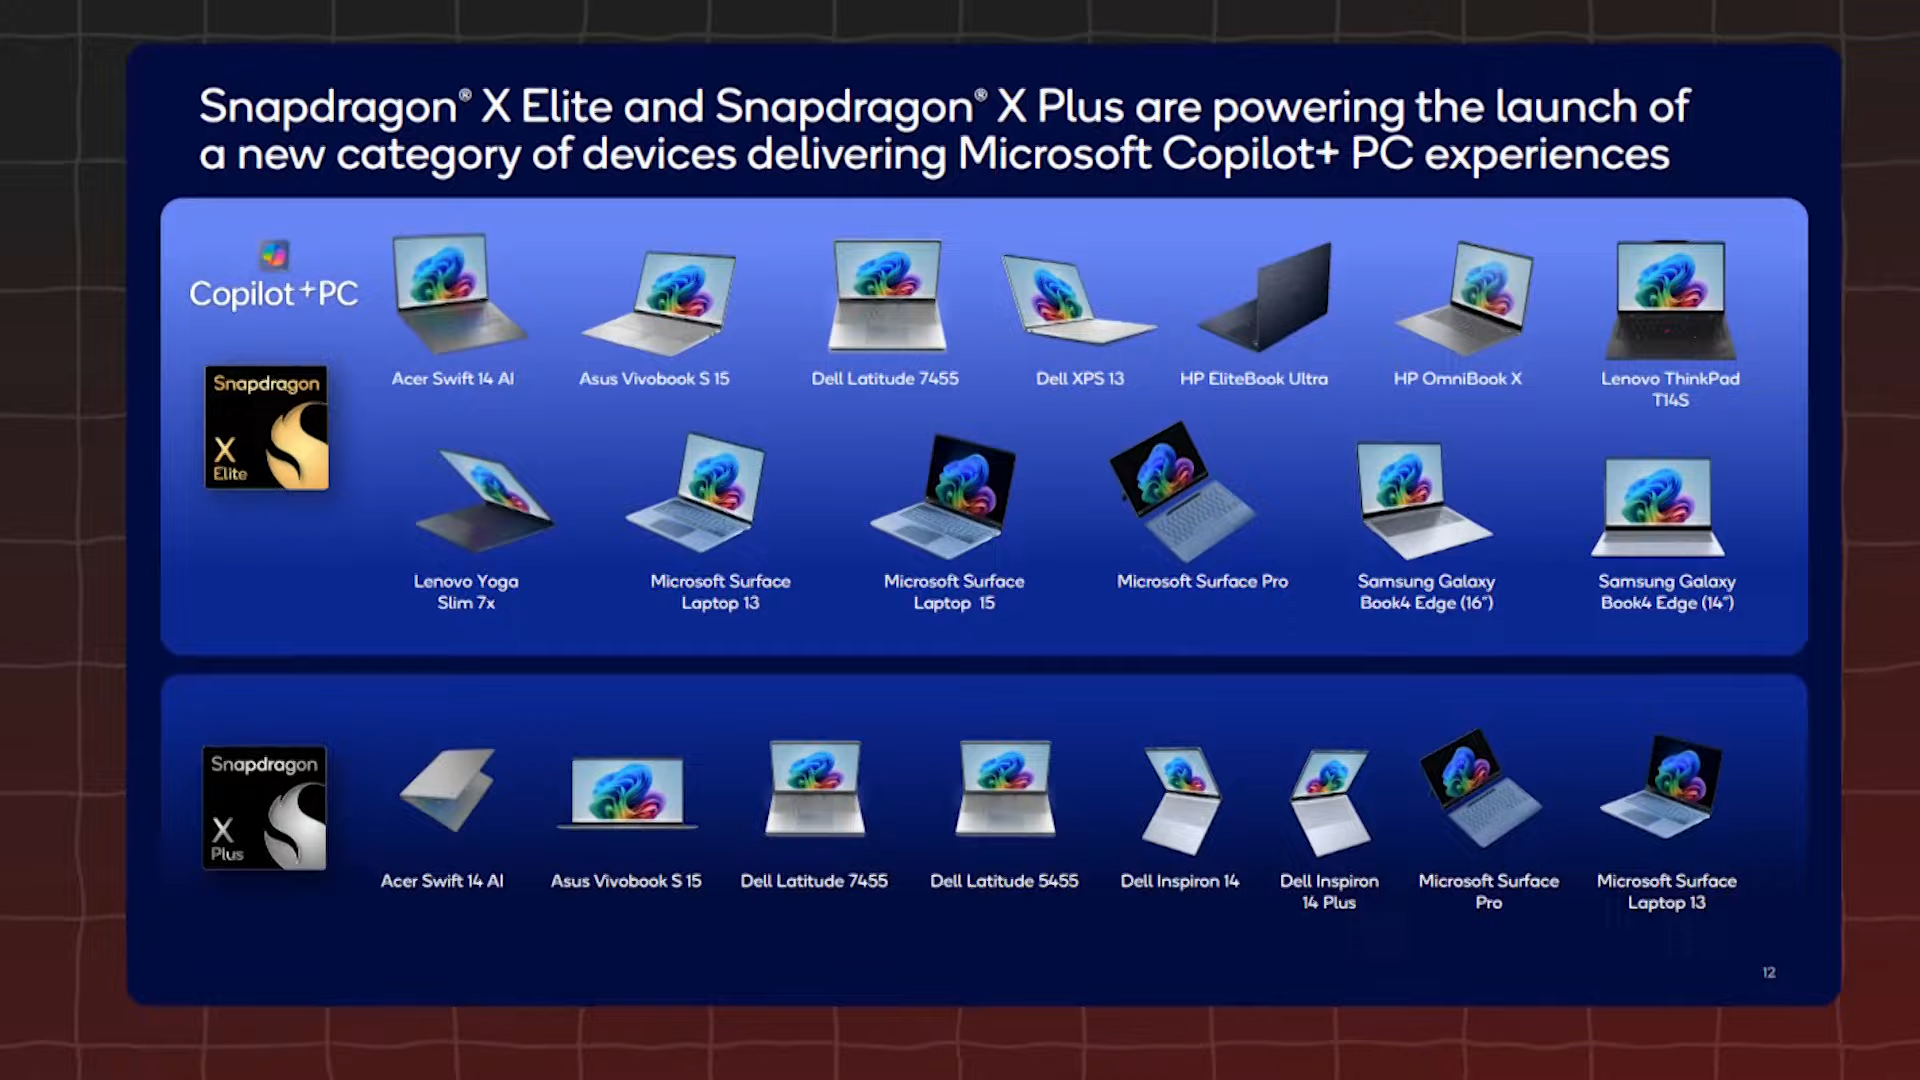 Snapdragon® X Elite and Snapdragon® X Plus are powering the launch of
a new category of devices delivering Microsoft Copilot+ PC experiences
Copilot+PC
Snapdragon
X
Elite
Acer Swift 14 AI
Asus Vivobook S 15
Dell Latitude 7455
Dell XPS 13
HP EliteBook Ultra
HP OmniBook X
Lenovo ThinkPad
T14S
Lenovo Yoga
Slim 7x
Microsoft Surface
Laptop 13
Microsoft Surface
Laptop 15
Microsoft Surface Pro
Samsung Galaxy
Book4 Edge (16")
Samsung Galaxy
Book4 Edge (14")
Snapdragon
X
Plus
Acer Swift 14 AI
Asus Vivobook S 15
Dell Latitude 7455
Dell Latitude 5455
Dell Inspiron 14
Dell Inspiron
14 Plus
Microsoft Surface
Pro
Microsoft Surface
Laptop 13
12